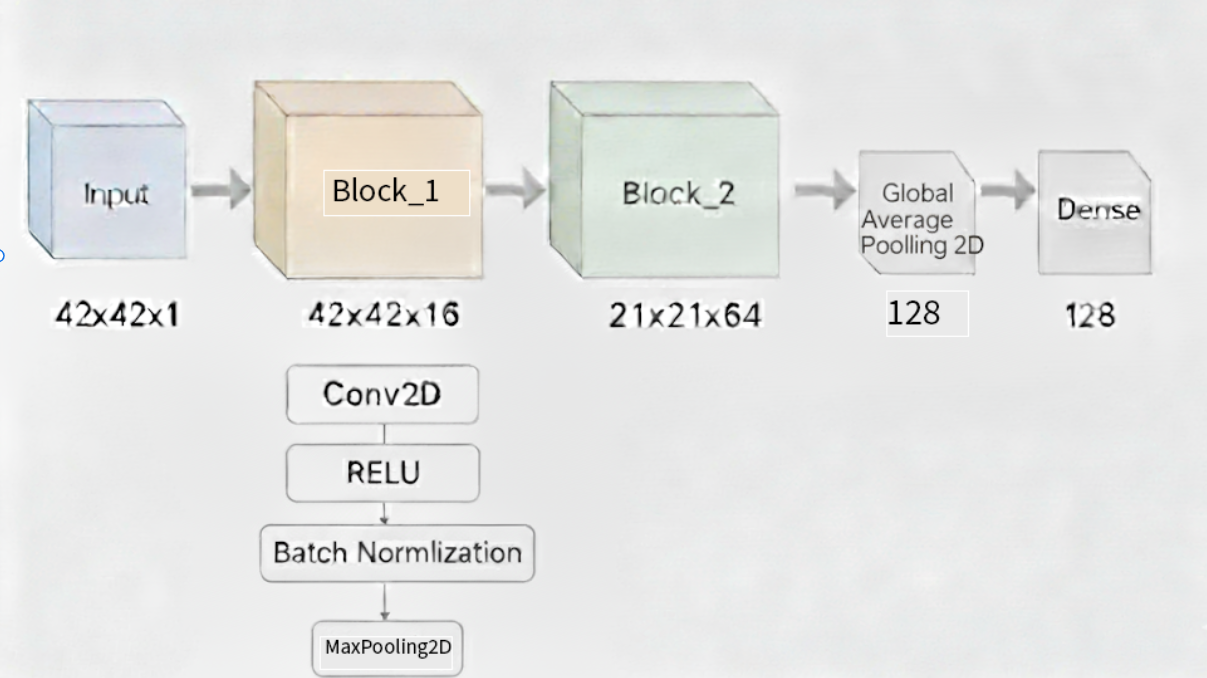 Input
Block_1
Block_2
Global
Average
Poolling 2D
Dense
42x42x1
42x42x16
21x21x64
128
128
Conv2D
RELU
Batch Normlization
MaxPooling2D